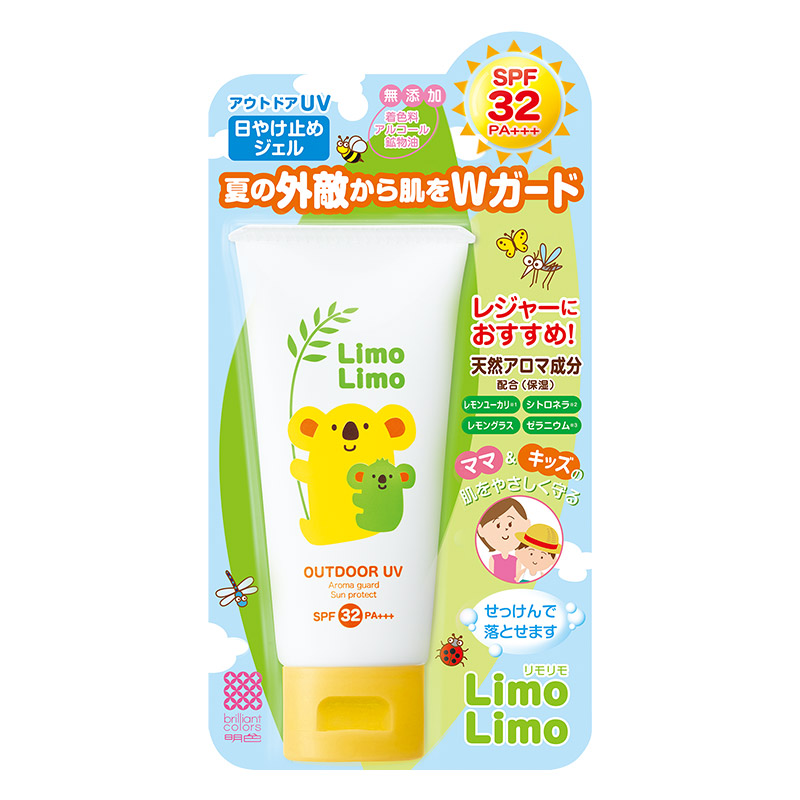 アウトドアUV
日やけ止め
ジェル
無添加
着色料
アルコール
鉱物油
SPF
32
PA+++
夏の外敵から肌をWガード
Limo
Limo
OUTDOOR UV
Aroma guard
Sun protect
SPF 32 PA+++
レジャーに
おすすめ!
天然アロマ成分
配合(保湿)
レモンユーカリ※1 シトロネラ※2
レモングラス ゼラニウム※3
ママ&キッズの
肌をやさしく守る
せっけんで
落とせます
リモリモ
Limo
Limo
brilliant
colors
明色